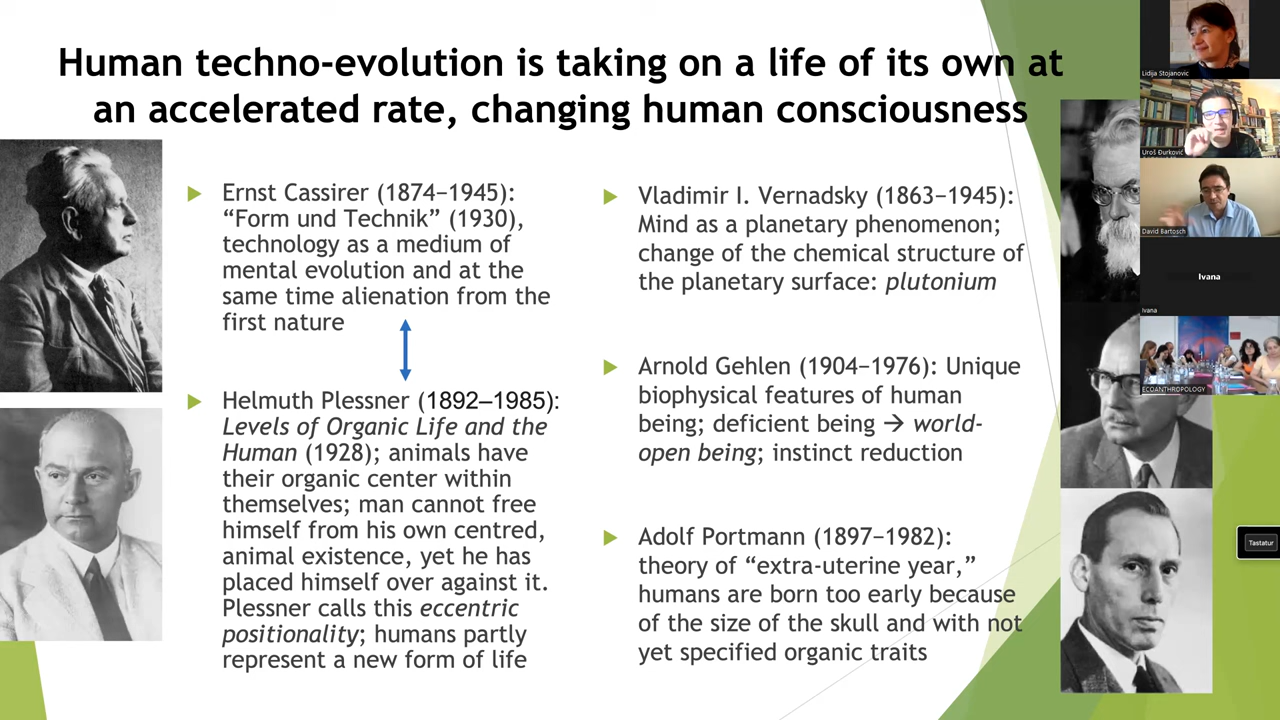 Human techno-evolution is taking on a life of its own at
an accelerated rate, changing human consciousness
Ernst Cassirer (1874–1945):
“Form und Technik” (1930),
technology as a medium of
mental evolution and at the
same time alienation from the
first nature
Helmuth Plessner (1892–1985):
Levels of Organic Life and the
Human (1928); animals have
their organic center within
themselves; man cannot free
himself from his own centred,
animal existence, yet he has
placed himself over against it.
Plessner calls this eccentric
positionality; humans partly
represent a new form of life
Vladimir I. Vernadsky (1863–1945):
Mind as a planetary phenomenon;
change of the chemical structure of
the planetary surface: plutonium
Arnold Gehlen (1904–1976): Unique
biophysical features of human
being; deficient being → world-
open being; instinct reduction
Adolf Portmann (1897–1982):
theory of “extra-uterine year,”
humans are born too early because
of the size of the skull and with not
yet specified organic traits
Lidija Stojanovic
Uroš Đurković
David Bartosch
Ivana
Ivana
ECOANTHROPOLOGY
Tastatur